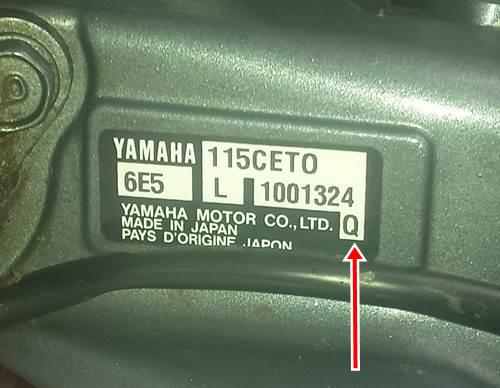 YAMAHA 115CETO
6E5 L 1001324
YAMAHA MOTOR CO.,LTD. Q
MADE IN JAPAN
PAYS D'ORIGINE JAPON